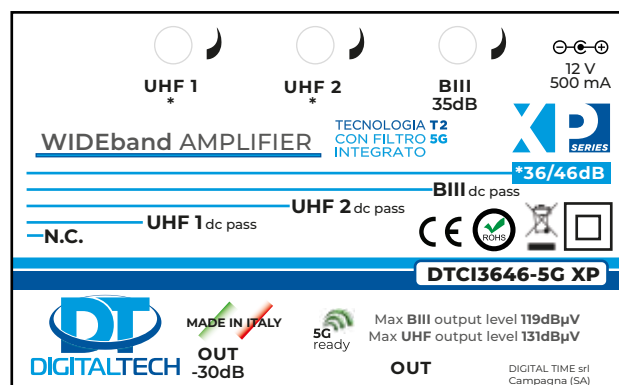 UHF 1
*
UHF 2
*
BIII
35dB
12 V
500 mA
WIDEband AMPLIFIER
TECNOLOGIA T2
CON FILTRO 5G
INTEGRATO
XP
SERIES
*36/46dB
BIII dc pass
UHF 2 dc pass
UHF 1 dc pass
N.C.
CE
ROHS
DTCI3646-5G XP
DT
DIGITALTECH
MADE IN ITALY
OUT
-30dB
5G
ready
Max BIII output level 119dBµV
Max UHF output level 131dBµV
OUT
DIGITAL TIME srl
Campagna (SA)